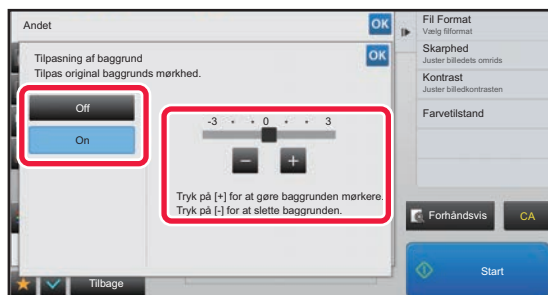 Andet
OK
Tilpasning af baggrund
Tilpas original baggrunds mørkhed.
OK
Off
On
-3 • • 0 • • 3
− +
Tryk på [+] for at gøre baggrunden mørkere.
Tryk på [-] for at slette baggrunden.
Tilbage
Fil Format
Vælg filformat
Skarphed
Juster billedets omrids
Kontrast
Juster billedkontrasten
Farvetilstand
Forhåndsvis
CA
Start